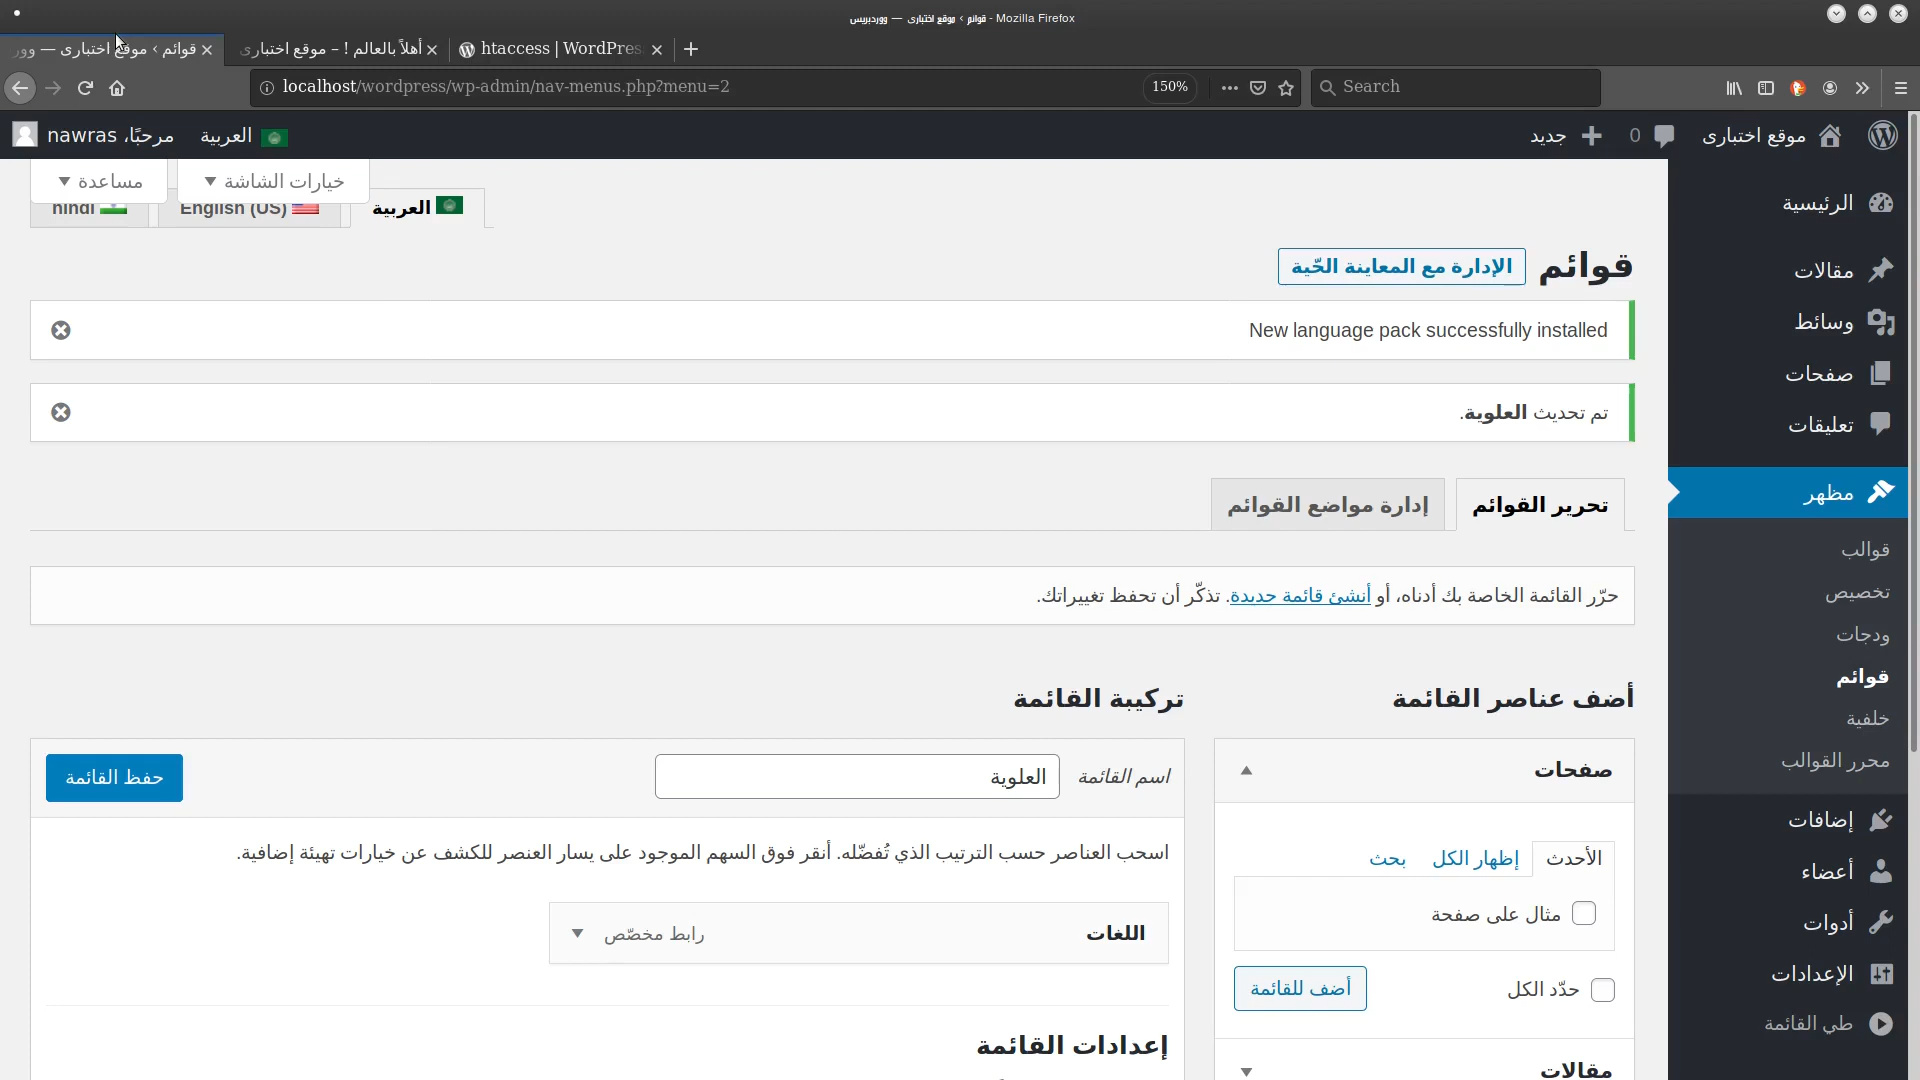 قوائم ‹ موقع اختبارى — ووردبريس - Mozilla Firefox
قوائم ‹ موقع اختبارى — وور
أهلاً بالعالم ! – موقع اختبارى
htaccess | WordPres
localhost/wordpress/wp-admin/nav-menus.php?menu=2
150%
Search
موقع اختبارى
0
جديد
العربية
مرحبًا، nawras
خيارات الشاشة
مساعدة
العربية
English (US)
hindi
قوائم
الإدارة مع المعاينة الحّية
New language pack successfully installed
تم تحديث العلوية.
تحرير القوائم
إدارة مواضع القوائم
حرّر القائمة الخاصة بك أدناه، أو أنشئ قائمة جديدة. تذكّر أن تحفظ تغييراتك.
أضف عناصر القائمة
صفحات
الأحدث
إظهار الكل
بحث
مثال على صفحة
حدّد الكل
أضف للقائمة
مقالات
تركيبة القائمة
اسم القائمة
العلوية
حفظ القائمة
اسحب العناصر حسب الترتيب الذي تُفضّله. أنقر فوق السهم الموجود على يسار العنصر للكشف عن خيارات تهيئة إضافية.
اللغات
رابط مخصّص
إعدادات القائمة
الرئيسية
مقالات
وسائط
صفحات
تعليقات
مظهر
قوالب
تخصيص
ودجات
قوائم
خلفية
محرر القوالب
إضافات
أعضاء
أدوات
الإعدادات
طي القائمة